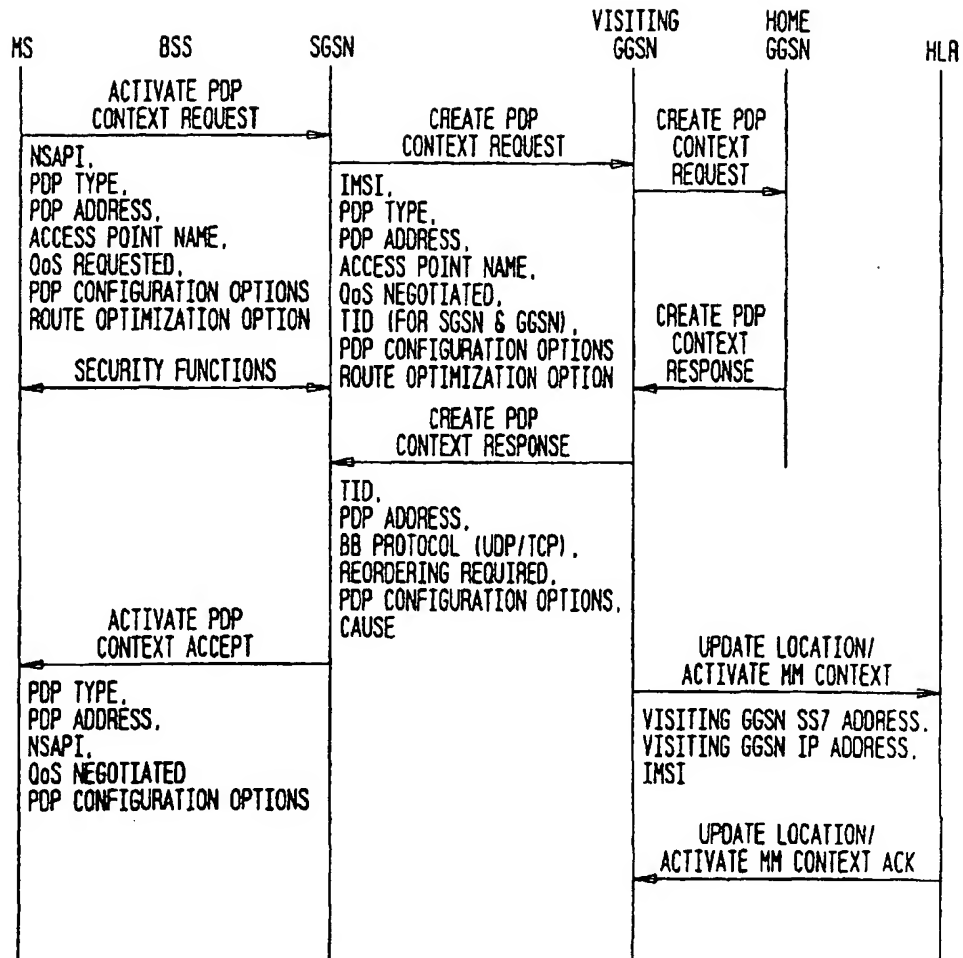 MS
BSS
SGSN
VISITING
GGSN
HOME
GGSN
HLR
ACTIVATE PDP
CONTEXT REQUEST
NSAPI,
PDP TYPE,
PDP ADDRESS,
ACCESS POINT NAME,
QoS REQUESTED,
PDP CONFIGURATION OPTIONS
ROUTE OPTIMIZATION OPTION
SECURITY FUNCTIONS
CREATE PDP
CONTEXT REQUEST
IMSI,
PDP TYPE,
PDP ADDRESS,
ACCESS POINT NAME,
QoS NEGOTIATED,
TID (FOR SGSN & GGSN),
PDP CONFIGURATION OPTIONS
ROUTE OPTIMIZATION OPTION
CREATE PDP
CONTEXT
REQUEST
CREATE PDP
CONTEXT
RESPONSE
CREATE PDP
CONTEXT RESPONSE
TID,
PDP ADDRESS,
BB PROTOCOL (UDP/TCP),
REORDERING REQUIRED,
PDP CONFIGURATION OPTIONS,
CAUSE
ACTIVATE PDP
CONTEXT ACCEPT
PDP TYPE,
PDP ADDRESS,
NSAPI,
QoS NEGOTIATED
PDP CONFIGURATION OPTIONS
UPDATE LOCATION/
ACTIVATE MM CONTEXT
VISITING GGSN SS7 ADDRESS,
VISITING GGSN IP ADDRESS,
IMSI
UPDATE LOCATION/
ACTIVATE MM CONTEXT ACK